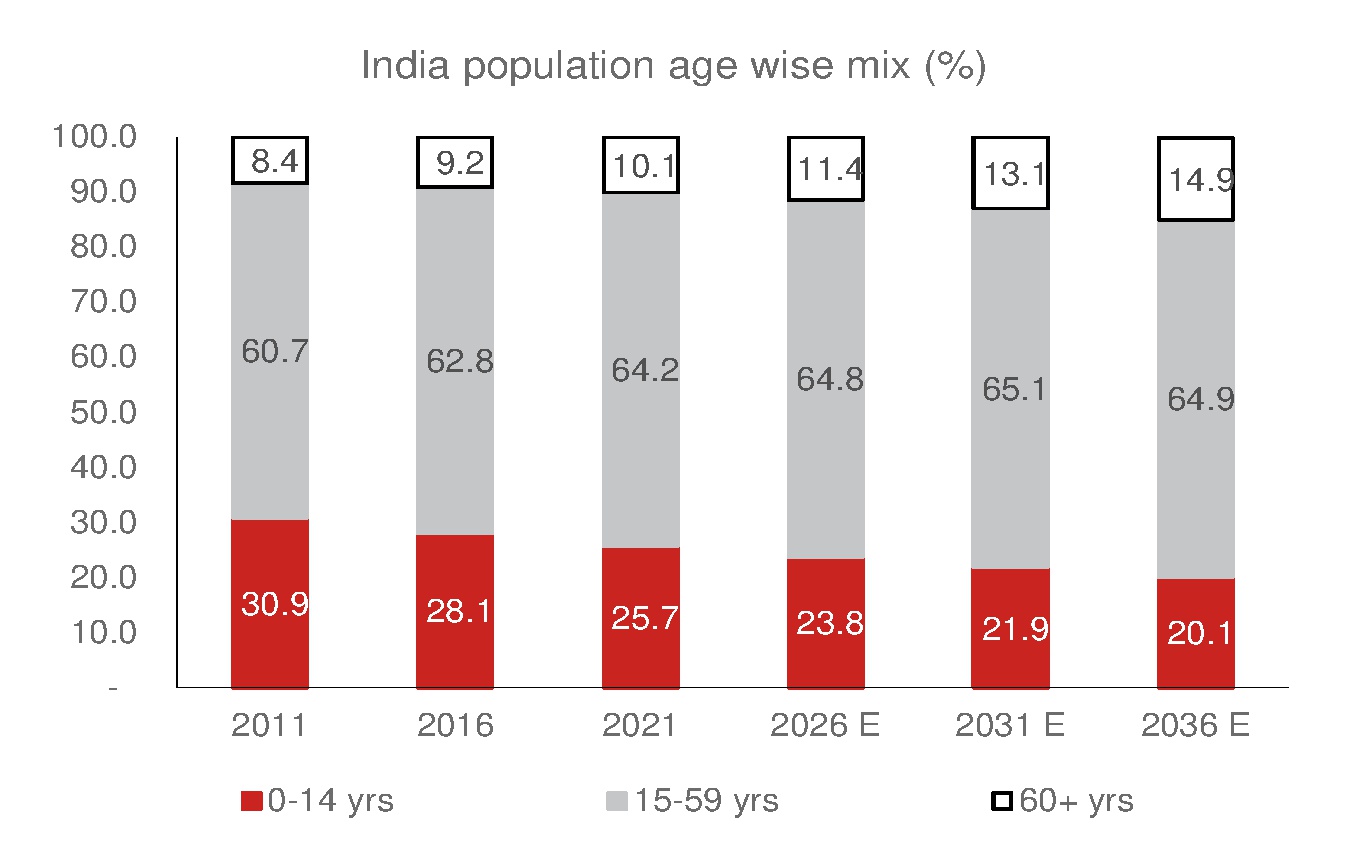 India population age wise mix (%)
100.0
90.0
80.0
70.0
60.0
50.0
40.0
30.0
20.0
10.0
-
8.4 9.2 10.1 11.4 13.1 14.9
60.7 62.8 64.2 64.8 65.1 64.9
30.9 28.1 25.7 23.8 21.9 20.1
2011 2016 2021 2026 E 2031 E 2036 E
0-14 yrs 15-59 yrs 60+ yrs